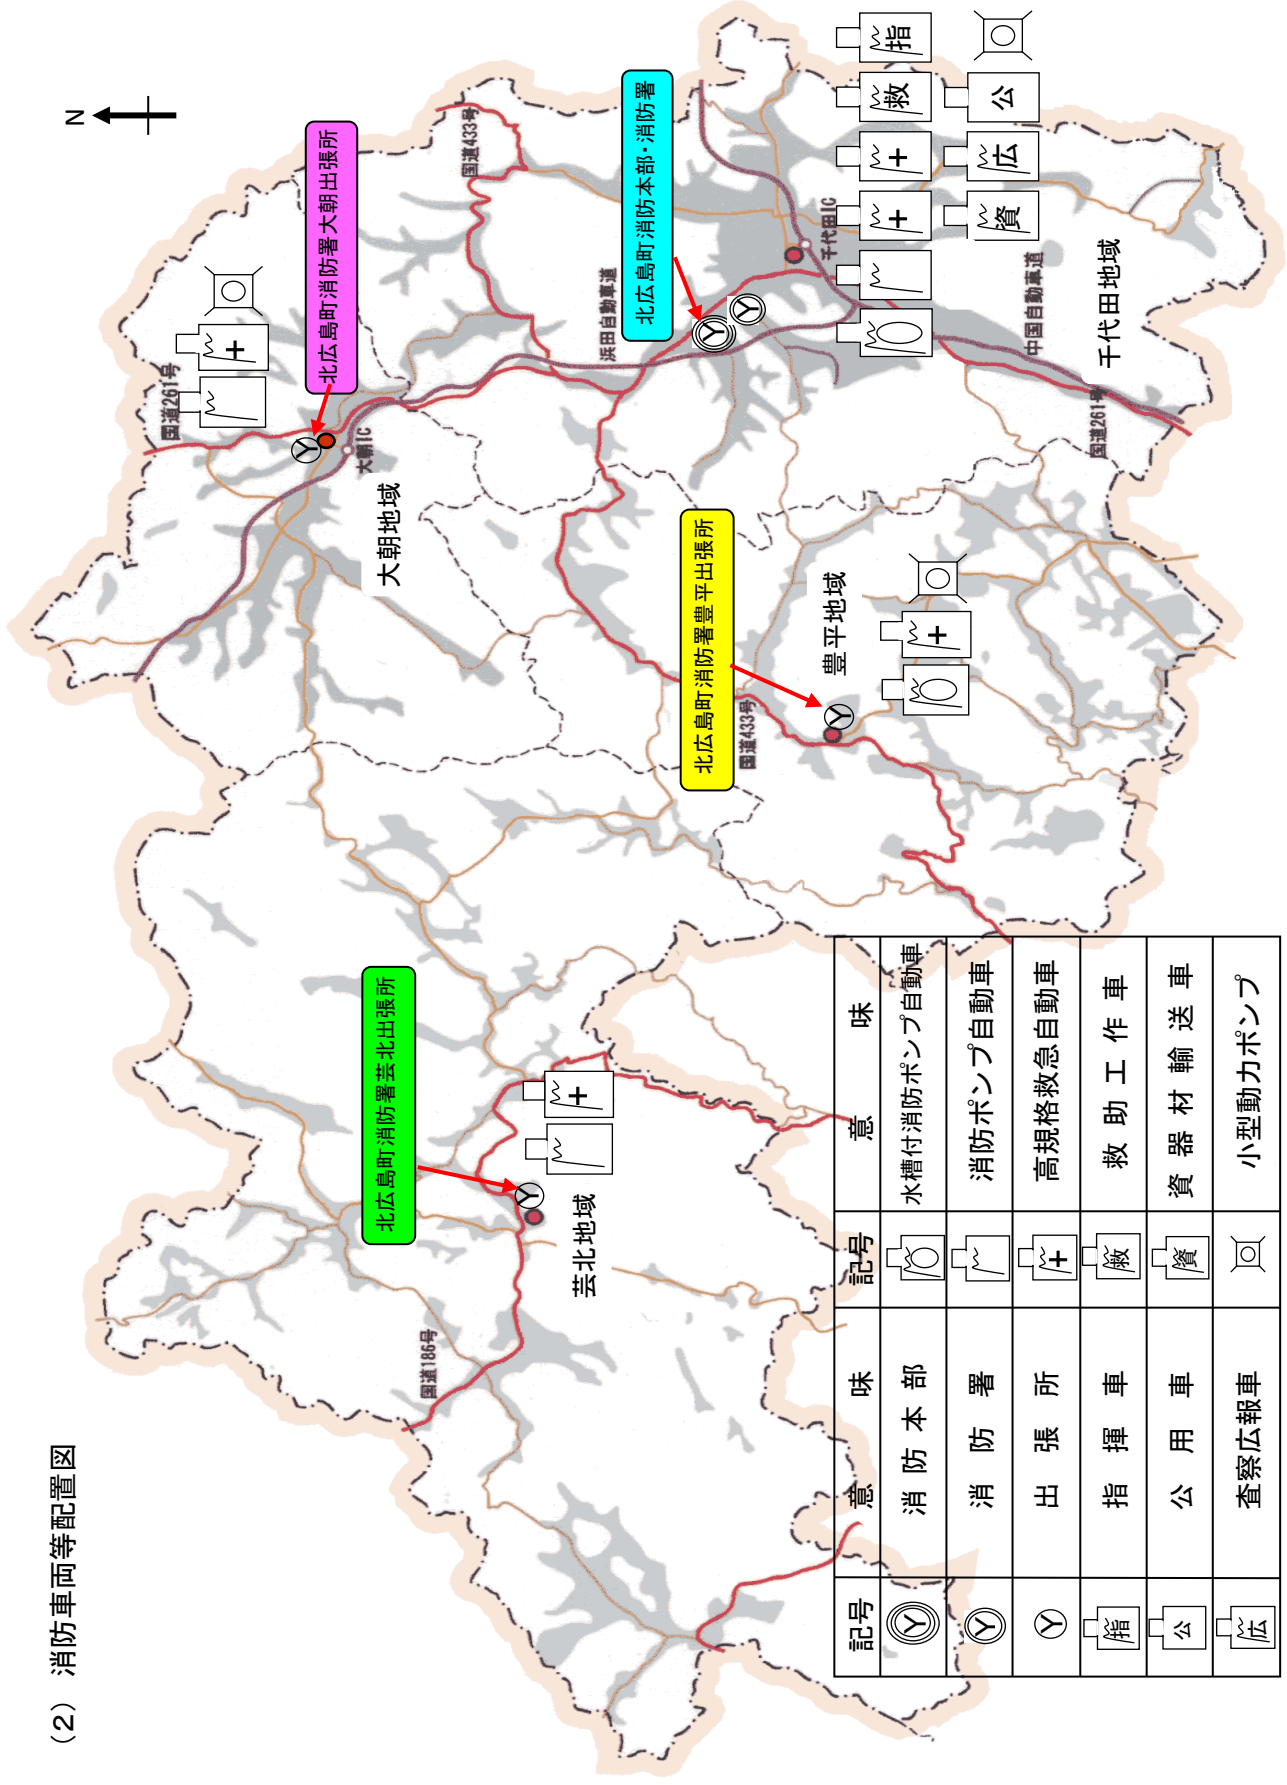 (2) 消防車両等配置図
N
国道261号
北広島町消防署大朝出張所
大朝IC
大朝地域
国道433号
浜田自動車道
北広島町消防本部・消防署
千代田IC
指
救
公
広
資
中国自動車道
千代田地域
国道261号
北広島町消防署豊平出張所
豊平地域
国道433号
北広島町消防署芸北出張所
芸北地域
国道186号
記号 意味 記号 意味
Y 消防本部 水槽付消防ポンプ自動車
Y 消防署 消防ポンプ自動車
Y 出張所 高規格救急自動車
指 指揮車 救 救助工作車
公 公用車 資 資器材輸送車
広 査察広報車 小型動力ポンプ